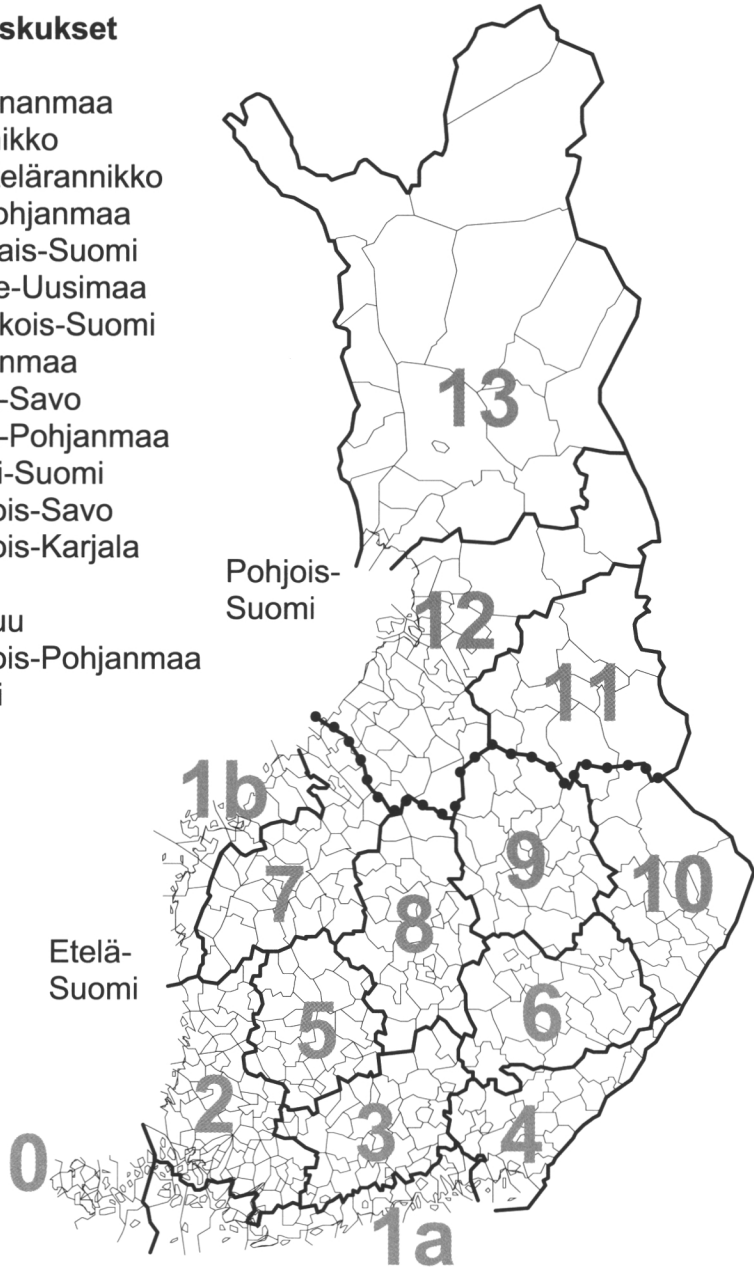 skukset
nanmaa
ikko
elärannikko
ohjanmaa
ais-Suomi
e-Uusimaa
kois-Suomi
nmaa
-Savo
-Pohjanmaa
i-Suomi
ois-Savo
ois-Karjala
uu
ois-Pohjanmaa
i
Pohjois-
Suomi
Etelä-
Suomi
13
12
11
1b
9
10
7
8
5
6
2
3
4
0
1a